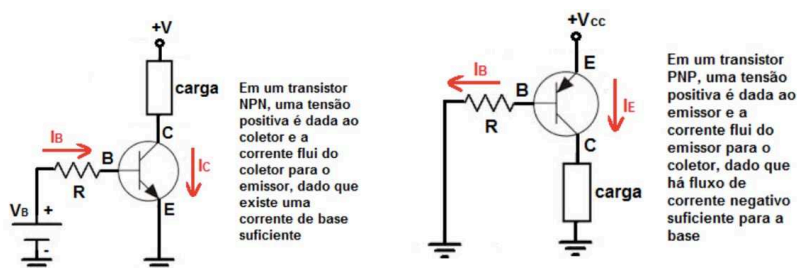 +V
carga
IB
B
C
R
IC
VB
+
-
E
Em um transistor
NPN, uma tensão
positiva é dada ao
coletor e a
corrente flui do
coletor para o
emissor, dado que
existe uma
corrente de base
suficiente
+VCC
E
IB
B
R
IE
C
carga
Em um transistor
PNP, uma tensão
positiva é dada ao
emissor e a
corrente flui do
emissor para o
coletor, dado que
há fluxo de
corrente negativo
suficiente para a
base